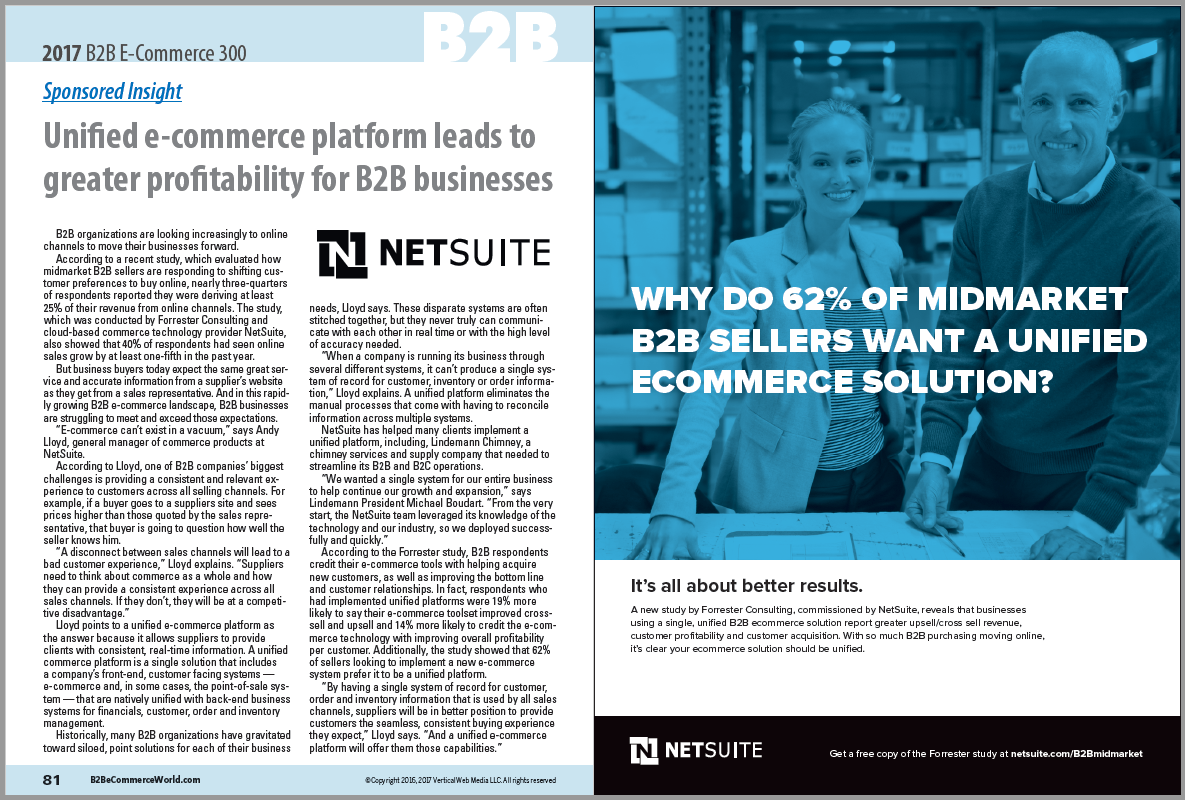 B2B
2017 B2B E-Commerce 300
Sponsored Insight
Unified e-commerce platform leads to
greater profitability for B2B businesses
B2B organizations are looking increasingly to online
channels to move their businesses forward.
According to a recent study, which evaluated how
midmarket B2B sellers are responding to shifting cus-
tomer preferences to buy online, nearly three-quarters
of respondents reported they were deriving at least
25% of their revenue from online channels. The study,
which was conducted by Forrester Consulting and
cloud-based commerce technology provider NetSuite,
also showed that 40% of respondents had seen online
sales grow by at least one-fifth in the past year.
But business buyers today expect the same great ser-
vice and accurate information from a supplier's website
as they get from a sales representative. And in this rapid-
ly growing B2B e-commerce landscape, B2B businesses
are struggling to meet and exceed those expectations.
"E-commerce can't exist in a vacuum," says Andy
Lloyd, general manager of commerce products at
NetSuite.
According to Lloyd, one of B2B companies' biggest
challenges is providing a consistent and relevant ex-
perience to customers across all selling channels. For
example, if a buyer goes to a suppliers site and sees
prices higher than those quoted by the sales repre-
sentative, that buyer is going to question how well the
seller knows him.
"A disconnect between sales channels will lead to a
bad customer experience," Lloyd explains. "Suppliers
need to think about commerce as a whole and how
they can provide a consistent experience across all
sales channels. If they don't, they will be at a competi-
tive disadvantage."
Lloyd points to a unified e-commerce platform as
the answer because it allows suppliers to provide
clients with consistent, real-time information. A unified
commerce platform is a single solution that includes
a company's front-end, customer facing systems —
e-commerce and, in some cases, the point-of-sale sys-
tem — that are natively unified with back-end business
systems for financials, customer, order and inventory
management.
Historically, many B2B organizations have gravitated
toward siloed, point solutions for each of their business
NETSUITE
needs, Lloyd says. These disparate systems are often
stitched together, but they never truly can communi-
cate with each other in real time or with the high level
of accuracy needed.
"When a company is running its business through
several different systems, it can't produce a single sys-
tem of record for customer, inventory or order informa-
tion," Lloyd explains. A unified platform eliminates the
manual processes that come with having to reconcile
information across multiple systems.
NetSuite has helped many clients implement a
unified platform, including, Lindemann Chimney, a
chimney services and supply company that needed to
streamline its B2B and B2C operations.
"We wanted a single system for our entire business
to help continue our growth and expansion," says
Lindemann President Michael Boudart. "From the very
start, the NetSuite team leveraged its knowledge of the
technology and our industry, so we deployed success-
fully and quickly."
According to the Forrester study, B2B respondents
credit their e-commerce tools with helping acquire
new customers, as well as improving the bottom line
and customer relationships. In fact, respondents who
had implemented unified platforms were 19% more
likely to say their e-commerce toolset improved cross-
sell and upsell and 14% more likely to credit the e-com-
merce technology with improving overall profitability
per customer. Additionally, the study showed that 62%
of sellers looking to implement a new e-commerce
system prefer it to be a unified platform.
"By having a single system of record for customer,
order and inventory information that is used by all sales
channels, suppliers will be in better position to provide
customers the seamless, consistent buying experience
they expect," Lloyd says. "And a unified e-commerce
platform will offer them those capabilities."
81 B2BeCommerceWorld.com ©Copyright 2016, 2017 Vertical Web Media LLC. All rights reserved
WHY DO 62% OF MIDMARKET
B2B SELLERS WANT A UNIFIED
ECOMMERCE SOLUTION?
It's all about better results.
A new study by Forrester Consulting, commissioned by NetSuite, reveals that businesses
using a single, unified B2B ecommerce solution report greater upsell/cross sell revenue,
customer profitability and customer acquisition. With so much B2B purchasing moving online,
it's clear your ecommerce solution should be unified.
NETSUITE
Get a free copy of the Forrester study at netsuite.com/B2Bmidmarket